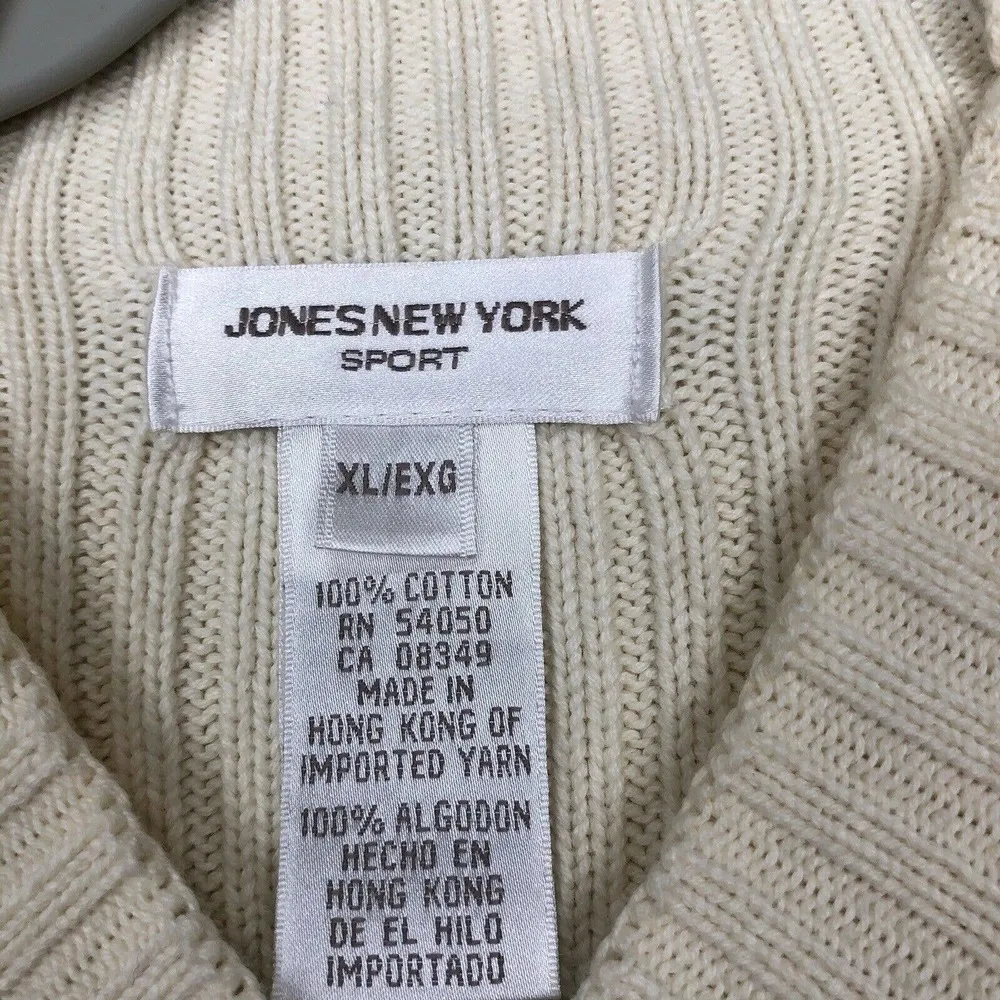 JONES NEW YORK
SPORT
XL/EXG
100% COTTON
RN 54050
CA 08349
MADE IN
HONG KONG OF
IMPORTED YARN
100% ALGODON
HECHO EN
HONG KONG
DE EL HILO
IMPORTADO